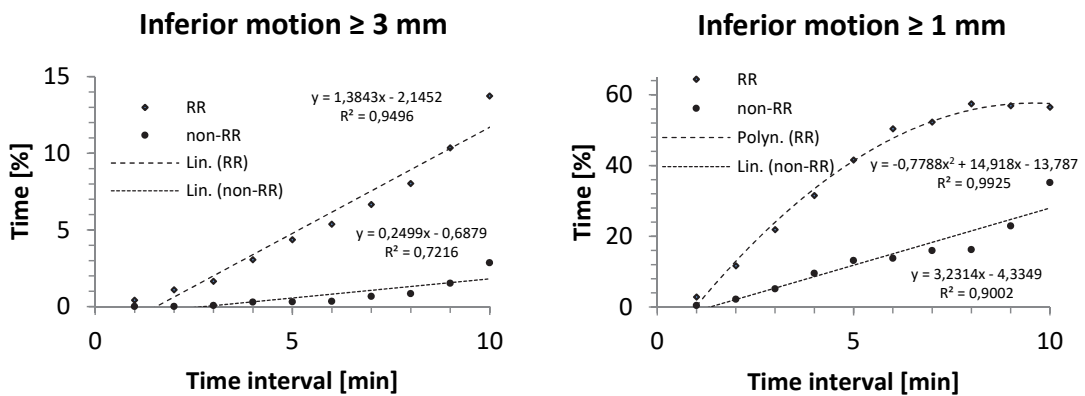 Inferior motion ≥ 3 mm
15
10
5
0
0
5
10
Time [%]
Time interval [min]
RR
non-RR
Lin. (RR)
Lin. (non-RR)
y = 1,3843x - 2,1452
R² = 0,9496
y = 0,2499x - 0,6879
R² = 0,7216
Inferior motion ≥ 1 mm
60
40
20
0
0
5
10
Time [%]
Time interval [min]
RR
non-RR
Polyn. (RR)
Lin. (non-RR)
y = -0,7788x² + 14,918x - 13,787
R² = 0,9925
y = 3,2314x - 4,3349
R² = 0,9002